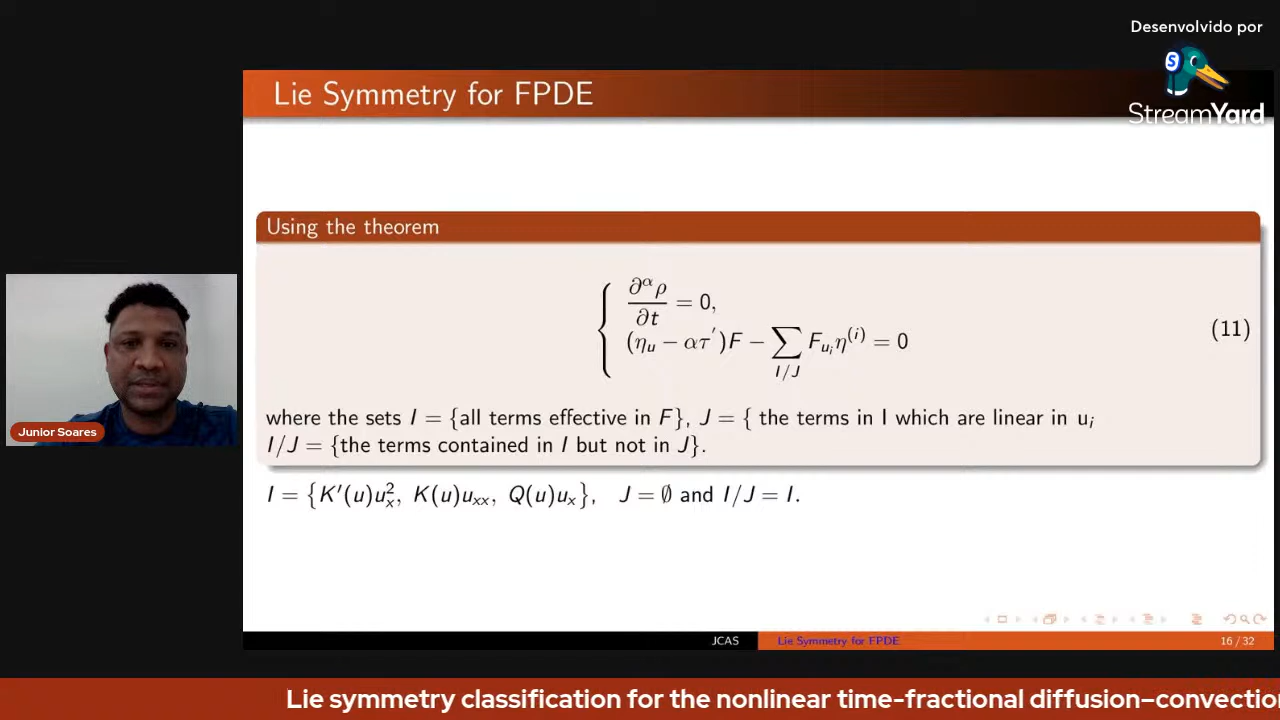 Desenvolvido por
StreamYard
Lie Symmetry for FPDE
Using the theorem
∂^α ρ / ∂t = 0,
(η_u − ατ′)F − ∑_{I/J} F_{u_i} η^{(i)} = 0
(11)
where the sets I = {all terms effective in F}, J = { the terms in I which are linear in u_i
I/J = {the terms contained in I but not in J}.
I = {K′(u)u_x^2, K(u)u_xx, Q(u)u_x}, J = ∅ and I/J = I.
Junior Soares
JCAS
Lie Symmetry for FPDE
16 / 32
Lie symmetry classification for the nonlinear time-fractional diffusion–convectio